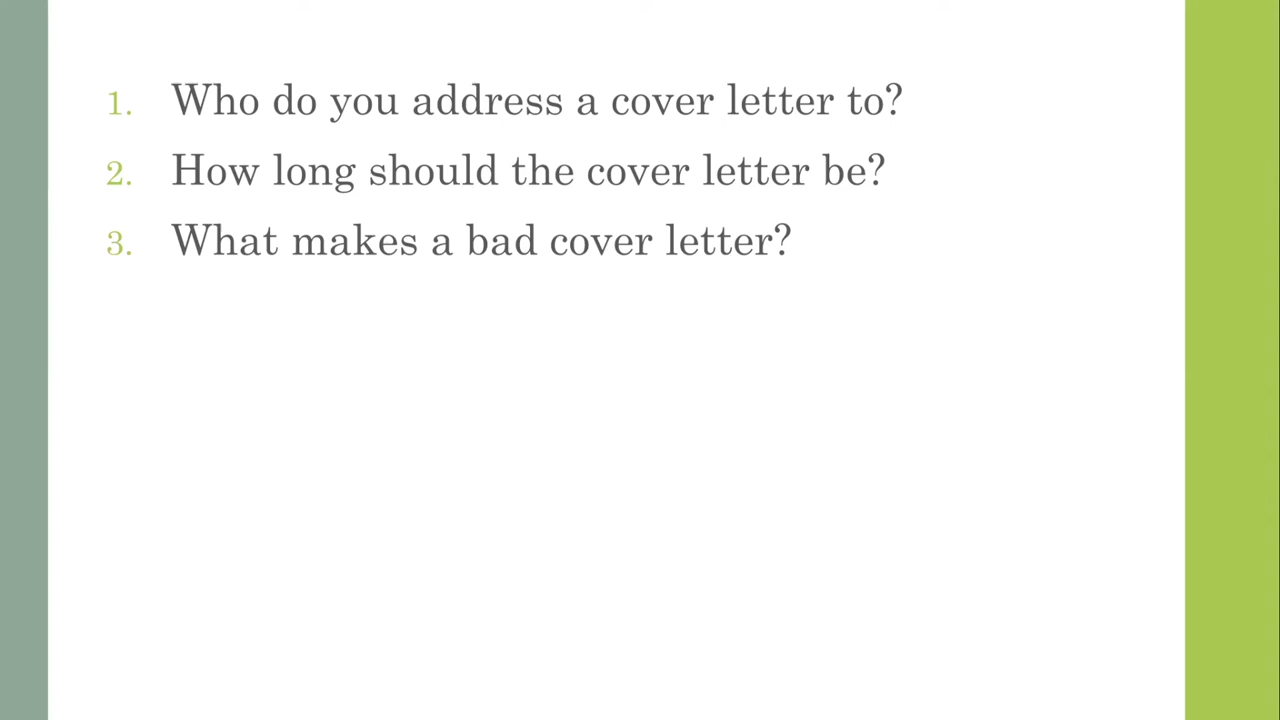 1. Who do you address a cover letter to?
2. How long should the cover letter be?
3. What makes a bad cover letter?